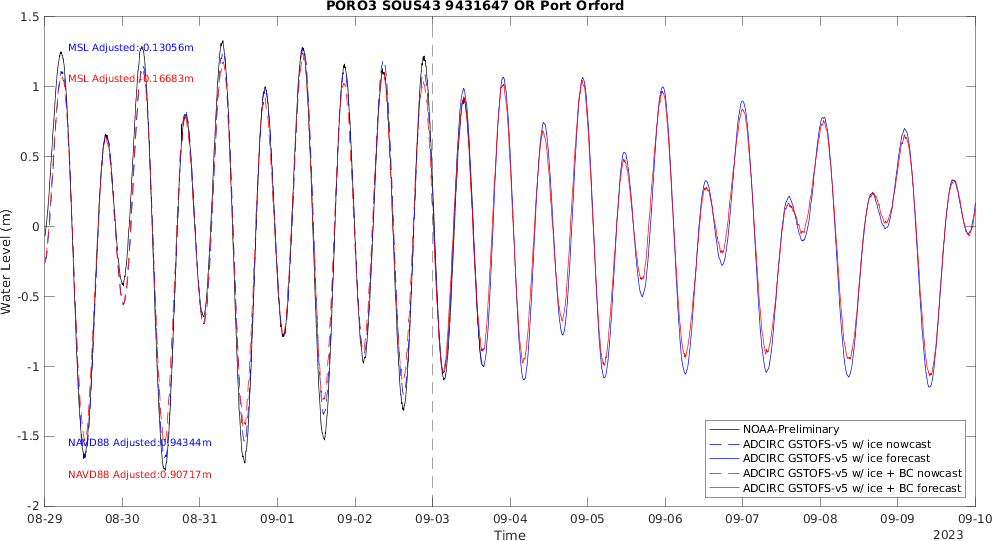 PORO3 SOUS43 9431647 OR Port Orford
1.5
1
0.5
0
-0.5
-1
-1.5
-2
Water Level (m)
MSL Adjusted:-0.13056m
MSL Adjusted:-0.16683m
NAVD88 Adjusted:0.94344m
NAVD88 Adjusted:0.90717m
NOAA-Preliminary
ADCIRC GSTOFS-v5 w/ ice nowcast
ADCIRC GSTOFS-v5 w/ ice forecast
ADCIRC GSTOFS-v5 w/ ice + BC nowcast
ADCIRC GSTOFS-v5 w/ ice + BC forecast
08-29 08-30 08-31 09-01 09-02 09-03 09-04 09-05 09-06 09-07 09-08 09-09 09-10
Time
2023